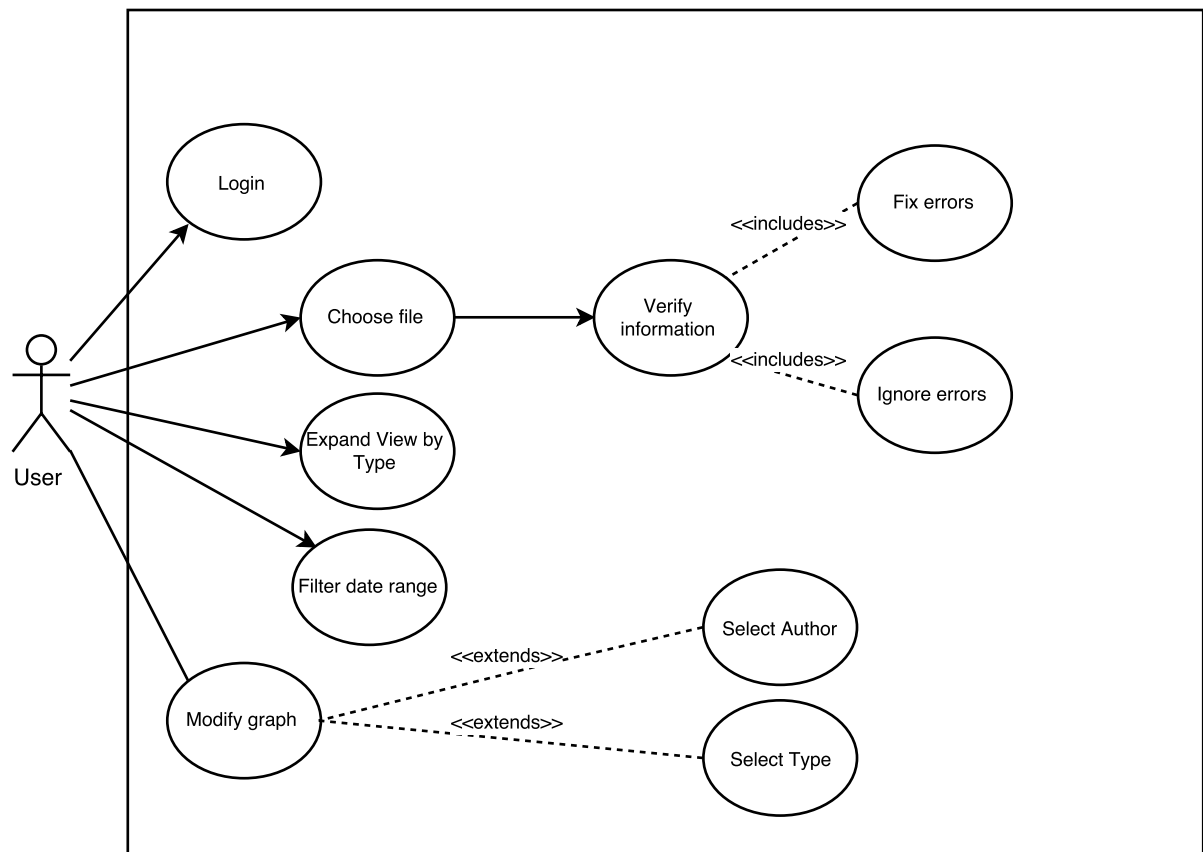 Login
Fix errors
<<includes>>
Choose file
Verify
information
<<includes>>
Ignore errors
Expand View by
Type
User
Filter date range
Select Author
<<extends>>
Modify graph
<<extends>>
Select Type